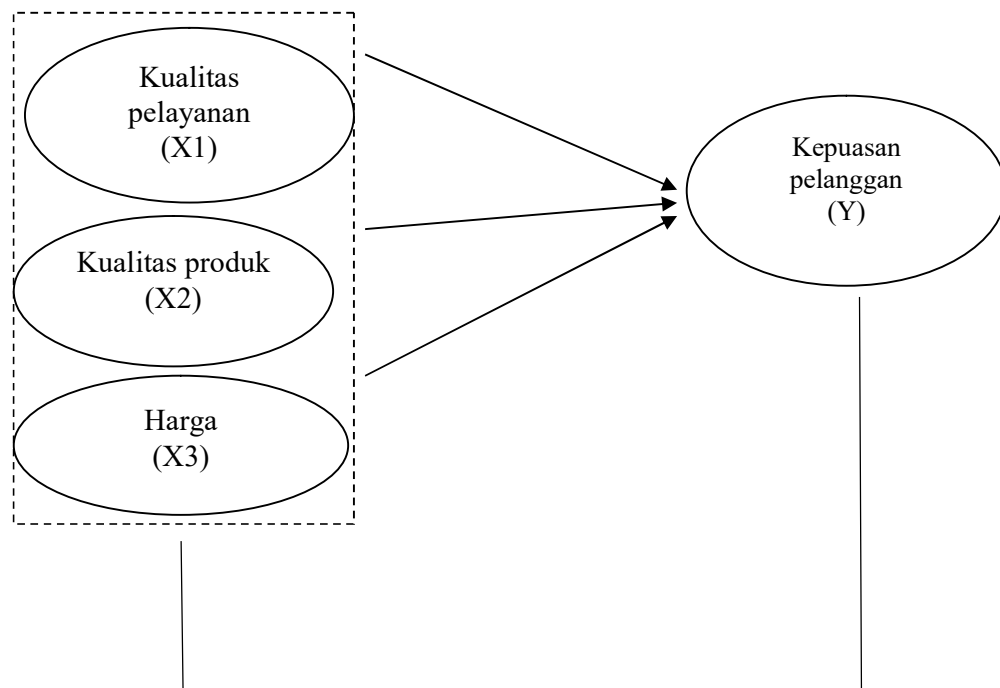 Kualitas
pelayanan
(X1)
Kualitas produk
(X2)
Harga
(X3)
Kepuasan
pelanggan
(Y)